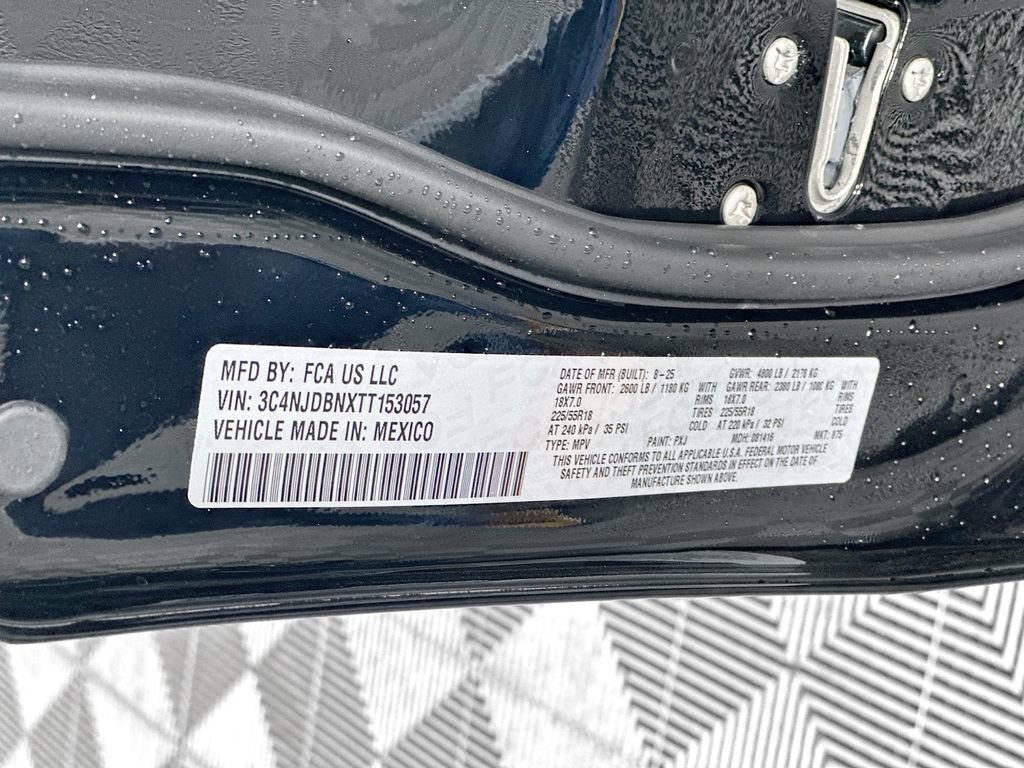 MFD BY: FCA US LLC
VIN: 3C4NJDBNXTT153057
VEHICLE MADE IN: MEXICO
DATE OF MFR (BUILT): 8-25 GVWR: 4800 LB / 2178 KG
GAWR FRONT: 2600 LB / 1180 KG WITH GAWR REAR: 2380 LB / 1080 KG WITH
18X7.0 RIMS 18X7.0 RIMS
225/55R18 TIRES 225/55R18 TIRES
AT 240 kPa / 35 PSI COLD AT 220 kPa / 32 PSI COLD
TYPE: MPV PAINT: PXJ MCH: 081416 MKT: 875
THIS VEHICLE CONFORMS TO ALL APPLICABLE U.S.A. FEDERAL MOTOR VEHICLE
SAFETY AND THEFT PREVENTION STANDARDS IN EFFECT ON THE DATE OF
MANUFACTURE SHOWN ABOVE.